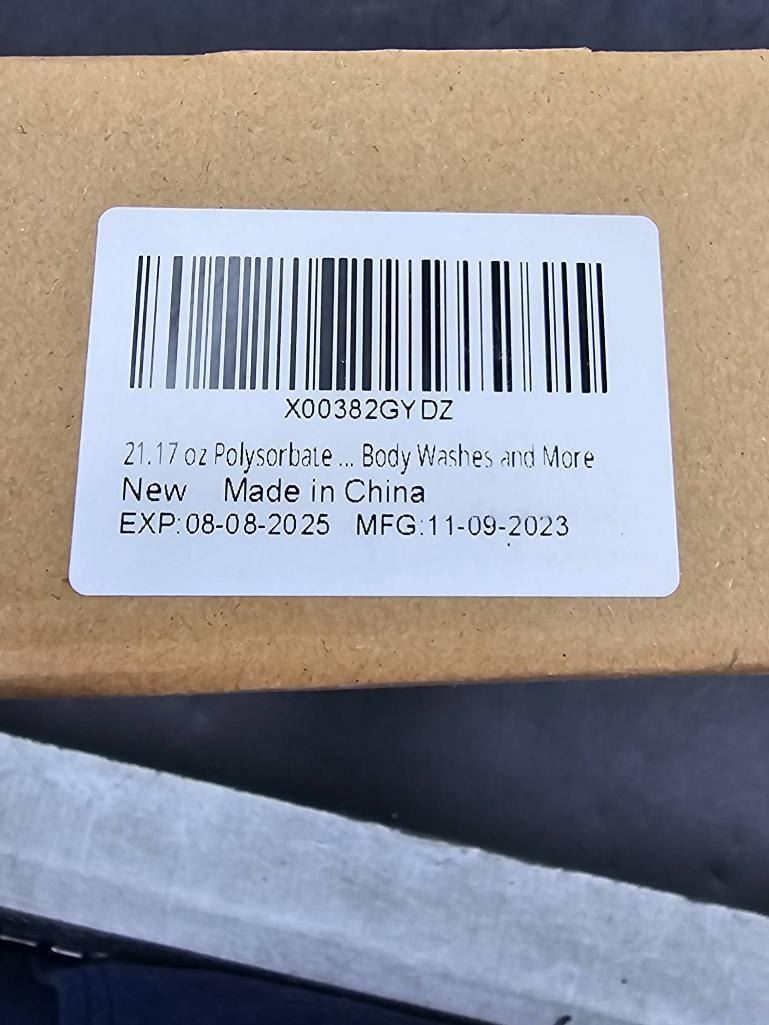 X00382GYDZ
21.17 oz Polysorbate ... Body Washes and More
New Made in China
EXP:08-08-2025 MFG:11-09-2023